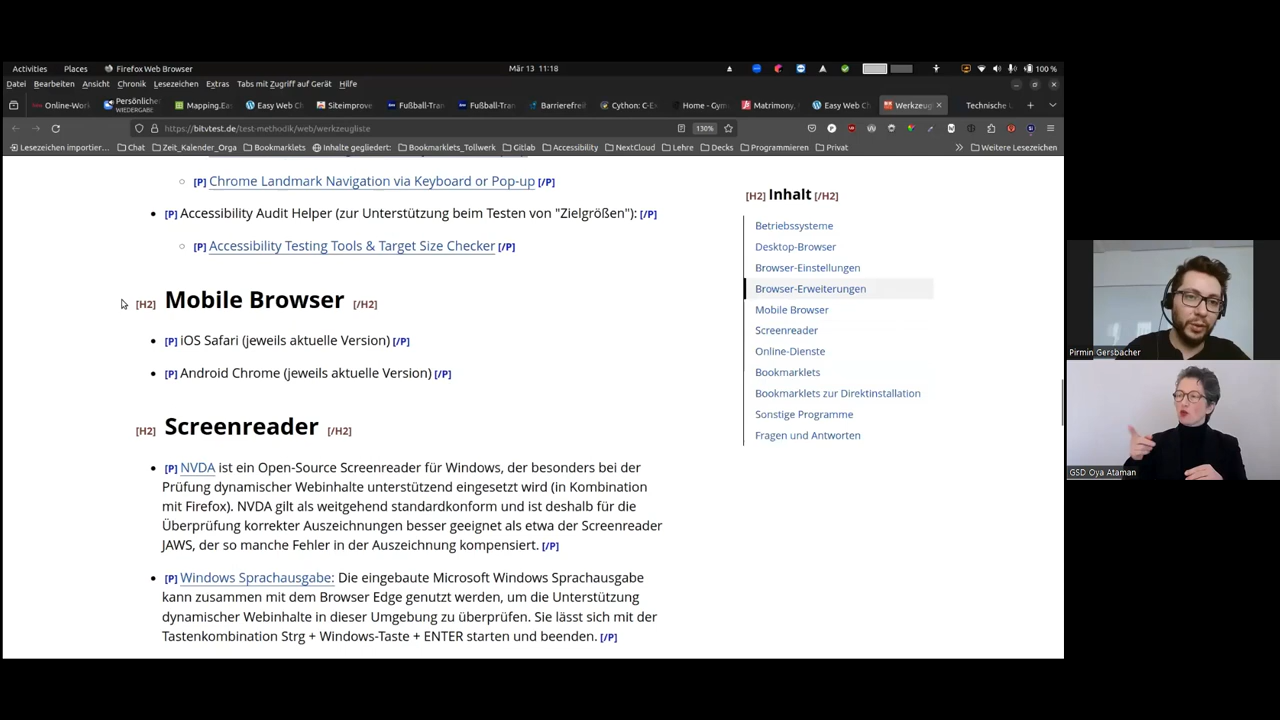 Activities Places Firefox Web Browser Mär 13 11:18 100 %
Datei Bearbeiten Ansicht Chronik Lesezeichen Extras Tabs mit Zugriff auf Gerät Hilfe
Online-Wor Persönlicher WIEDERGABE Mapping.Ea Easy Web Ch Siteimprove Fußball-Tran Fußball-Tran Barrierefrei Cython: C-E Home - Gym Matrimony, Easy Web Ch Werkzeugl Technische
https://bitvtest.de/test-methodik/web/werkzeugliste 130%
Lesezeichen importier... Chat Zeit_Kalender_Orga Bookmarklets Inhalte gegliedert: Bookmarklets_Tollwerk Gitlab Accessibility NextCloud Lehre Decks Programmieren Privat Weitere Lesezeichen
[P] Chrome Landmark Navigation via Keyboard or Pop-up [/P]
[P] Accessibility Audit Helper (zur Unterstützung beim Testen von "Zielgrößen"): [/P]
[P] Accessibility Testing Tools & Target Size Checker [/P]
[H2] Mobile Browser [/H2]
[P] iOS Safari (jeweils aktuelle Version) [/P]
[P] Android Chrome (jeweils aktuelle Version) [/P]
[H2] Screenreader [/H2]
[P] NVDA ist ein Open-Source Screenreader für Windows, der besonders bei der
Prüfung dynamischer Webinhalte unterstützend eingesetzt wird (in Kombination
mit Firefox). NVDA gilt als weitgehend standardkonform und ist deshalb für die
Überprüfung korrekter Auszeichnungen besser geeignet als etwa der Screenreader
JAWS, der so manche Fehler in der Auszeichnung kompensiert. [/P]
[P] Windows Sprachausgabe: Die eingebaute Microsoft Windows Sprachausgabe
kann zusammen mit dem Browser Edge genutzt werden, um die Unterstützung
dynamischer Webinhalte in dieser Umgebung zu überprüfen. Sie lässt sich mit der
Tastenkombination Strg + Windows-Taste + ENTER starten und beenden. [/P]
[H2] Inhalt [/H2]
Betriebssysteme
Desktop-Browser
Browser-Einstellungen
Browser-Erweiterungen
Mobile Browser
Screenreader
Online-Dienste
Bookmarklets
Bookmarklets zur Direktinstallation
Sonstige Programme
Fragen und Antworten
Pirmin Gersbacher
GSD Oya Ataman